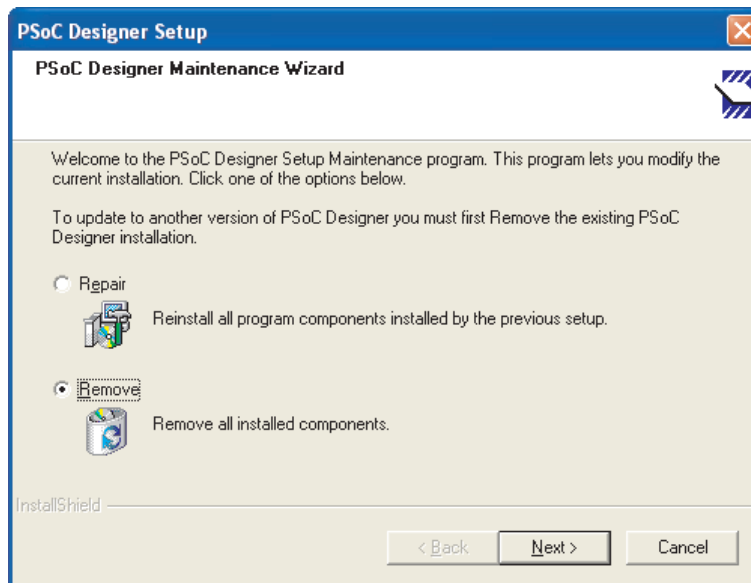 PSoC Designer Setup
PSoC Designer Maintenance Wizard
Welcome to the PSoC Designer Setup Maintenance program. This program lets you modify the
current installation. Click one of the options below.
To update to another version of PSoC Designer you must first Remove the existing PSoC
Designer installation.
Repair
Reinstall all program components installed by the previous setup.
Remove
Remove all installed components.
InstallShield
< Back Next > Cancel